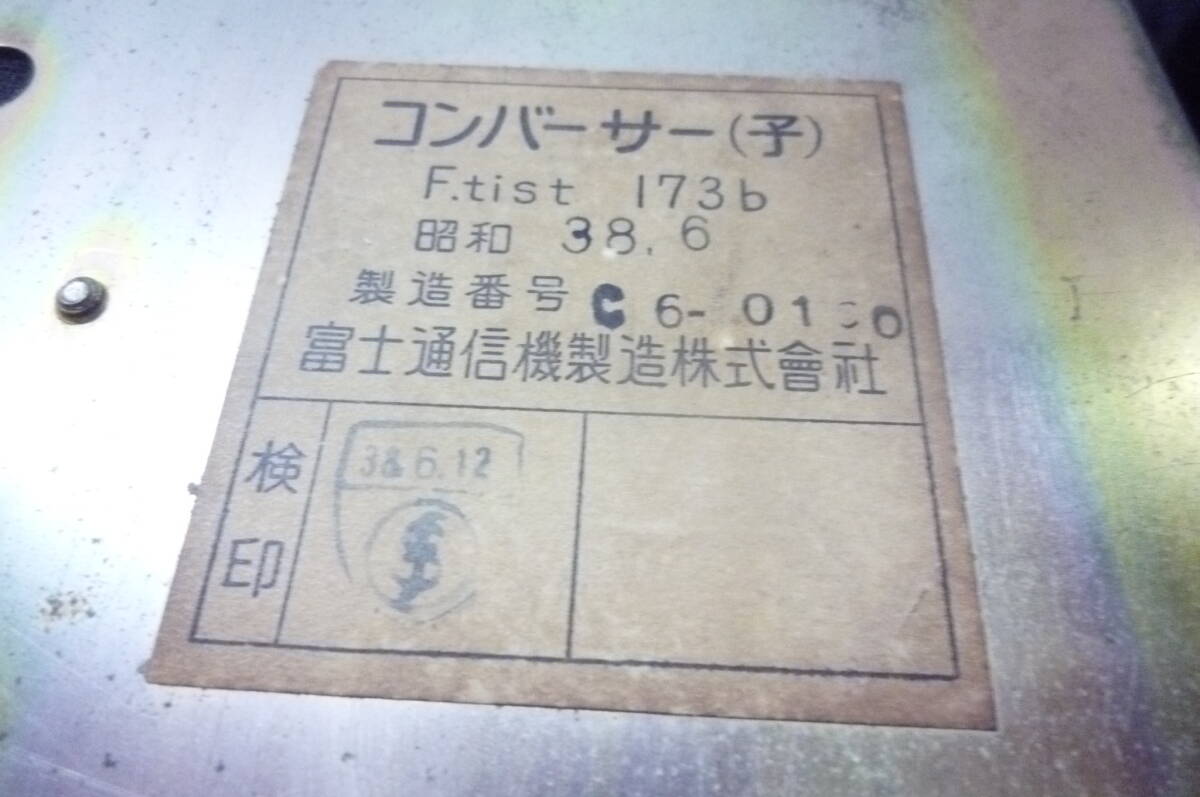 コンバーサー(子)
F.tist 173b
昭和 38.6
製造番号
富士通信機製造株式會社
検印
38.6.12